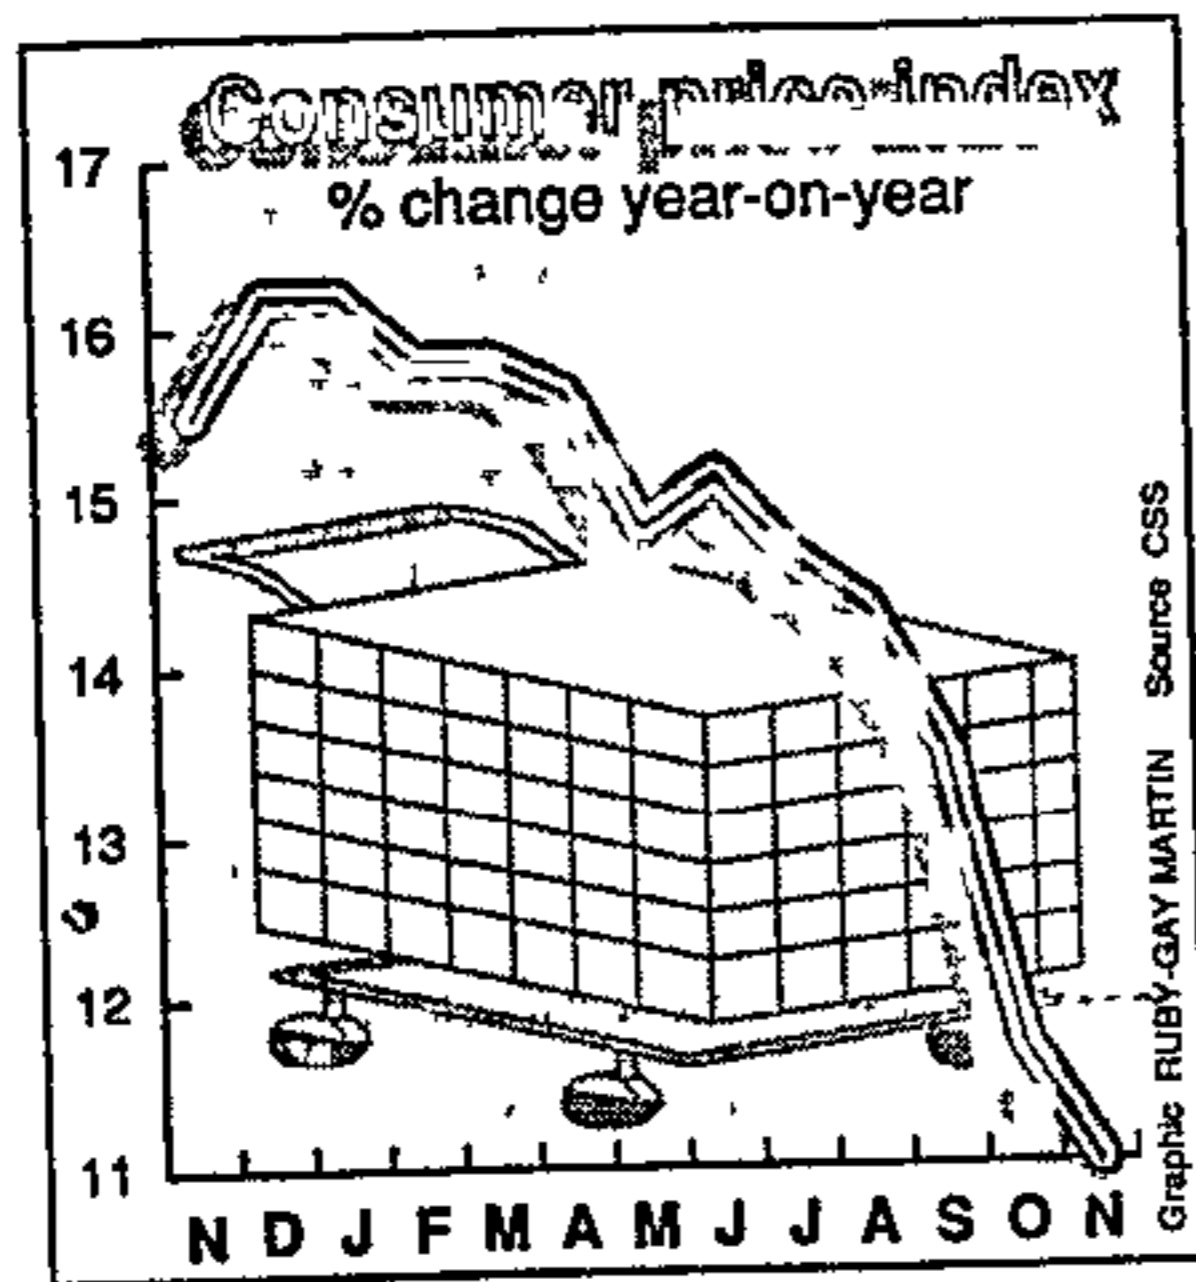 Consumer price index
% change year-on-year
17
16
15
14
13
12
11
N D J F M A M J J A S O N
Graphic RUBY-GAY MARTIN Source CSS